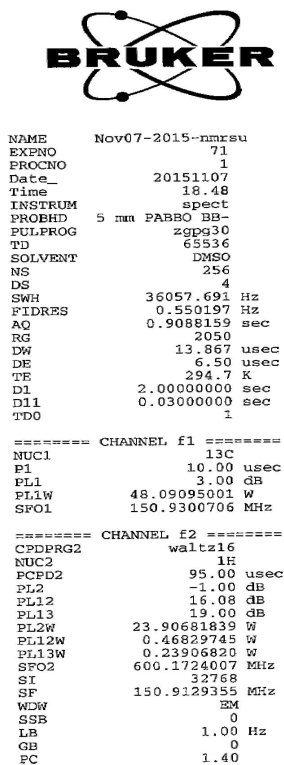 BRUKER
NAME Nov07-2015-nmrsu
EXPNO 71
PROCNO 1
Date_ 20151107
Time 18.48
INSTRUM spect
PROBHD 5 mm PABBO BB-
PULPROG zgpg30
TD 65536
SOLVENT DMSO
NS 256
DS 4
SWH 36057.691 Hz
FIDRES 0.550197 Hz
AQ 0.9088159 sec
RG 2050
DW 13.867 usec
DE 6.50 usec
TE 294.7 K
D1 2.00000000 sec
D11 0.03000000 sec
TD0 1
======== CHANNEL f1 ========
NUC1 13C
P1 10.00 usec
PL1 3.00 dB
PL1W 48.09095001 W
SFO1 150.9300706 MHz
======== CHANNEL f2 ========
CPDPRG2 waltz16
NUC2 1H
PCPD2 95.00 usec
PL2 -1.00 dB
PL12 16.08 dB
PL13 19.00 dB
PL2W 23.90681839 W
PL12W 0.46829745 W
PL13W 0.23906820 W
SFO2 600.1724007 MHz
SI 32768
SF 150.9129355 MHz
WDW EM
SSB 0
LB 1.00 Hz
GB 0
PC 1.40